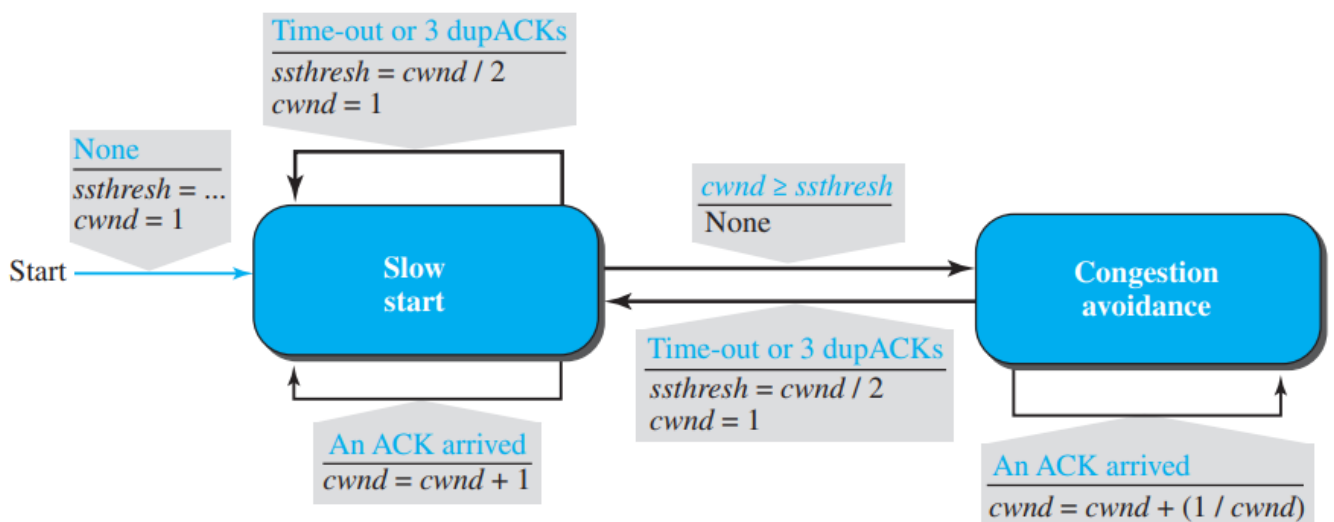 Time-out or 3 dupACKs
ssthresh = cwnd / 2
cwnd = 1
None
ssthresh = ...
cwnd = 1
Start
Slow
start
cwnd ≥ ssthresh
None
Congestion
avoidance
Time-out or 3 dupACKs
ssthresh = cwnd / 2
cwnd = 1
An ACK arrived
cwnd = cwnd + 1
An ACK arrived
cwnd = cwnd + (1 / cwnd)